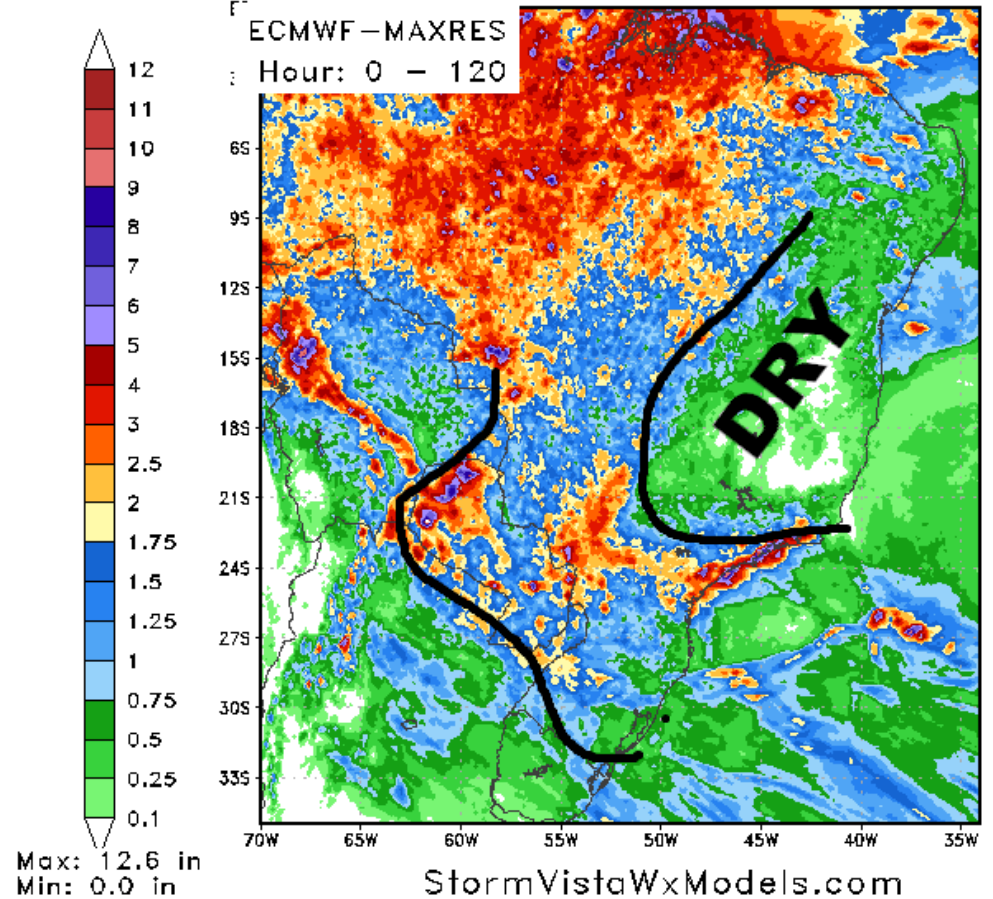 ECMWF-MAXRES
Hour: 0 - 120
12
11
10
9
8
7
6
5
4
3
2.5
2
1.75
1.5
1.25
1
0.75
0.5
0.25
0.1
Max: 12.6 in
Min: 0.0 in
6S
9S
12S
15S
18S
21S
24S
27S
30S
33S
DRY
70W
65W
60W
55W
50W
45W
40W
35W
StormVistaWxModels.com